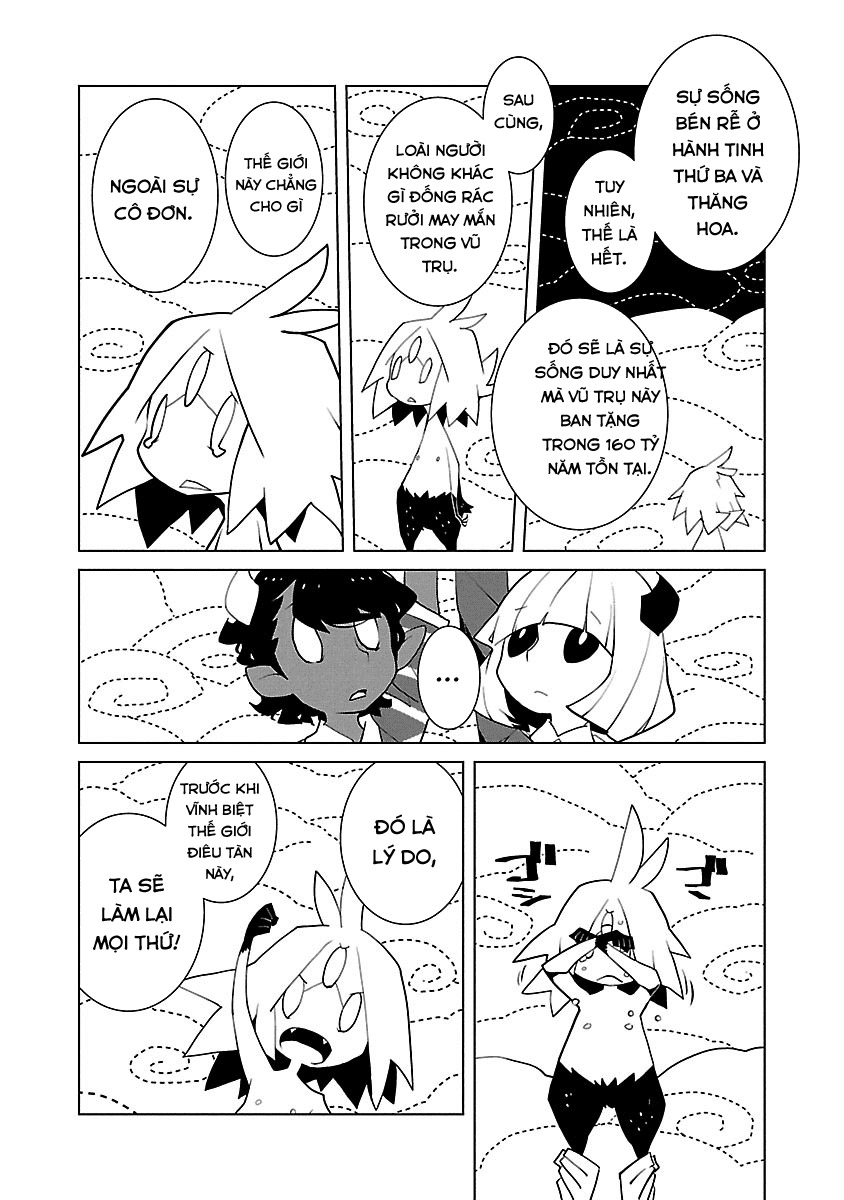 SỰ SỐNG
BÉN RỄ Ở
HÀNH TINH
THỨ BA VÀ
THĂNG
HOA.
TUY
NHIÊN,
THẾ LÀ
HẾT.
ĐÓ SẼ LÀ SỰ
SỐNG DUY NHẤT
MÀ VŨ TRỤ NÀY
BAN TẶNG
TRONG 160 TỶ
NĂM TỒN TẠI.
SAU
CÙNG,
LOÀI NGƯỜI
KHÔNG KHÁC
GÌ ĐỐNG RÁC
RƯỞI MAY MẮN
TRONG VŨ
TRỤ.
THẾ GIỚI
NÀY CHẲNG
CHO GÌ
NGOÀI SỰ
CÔ ĐƠN.
...
ゴシ
ゴシ
ĐÓ LÀ
LÝ DO,
TRƯỚC KHI
VĨNH BIỆT
THẾ GIỚI
ĐIÊU TÀN
NÀY,
TA SẼ
LÀM LẠI
MỌI THỨ!